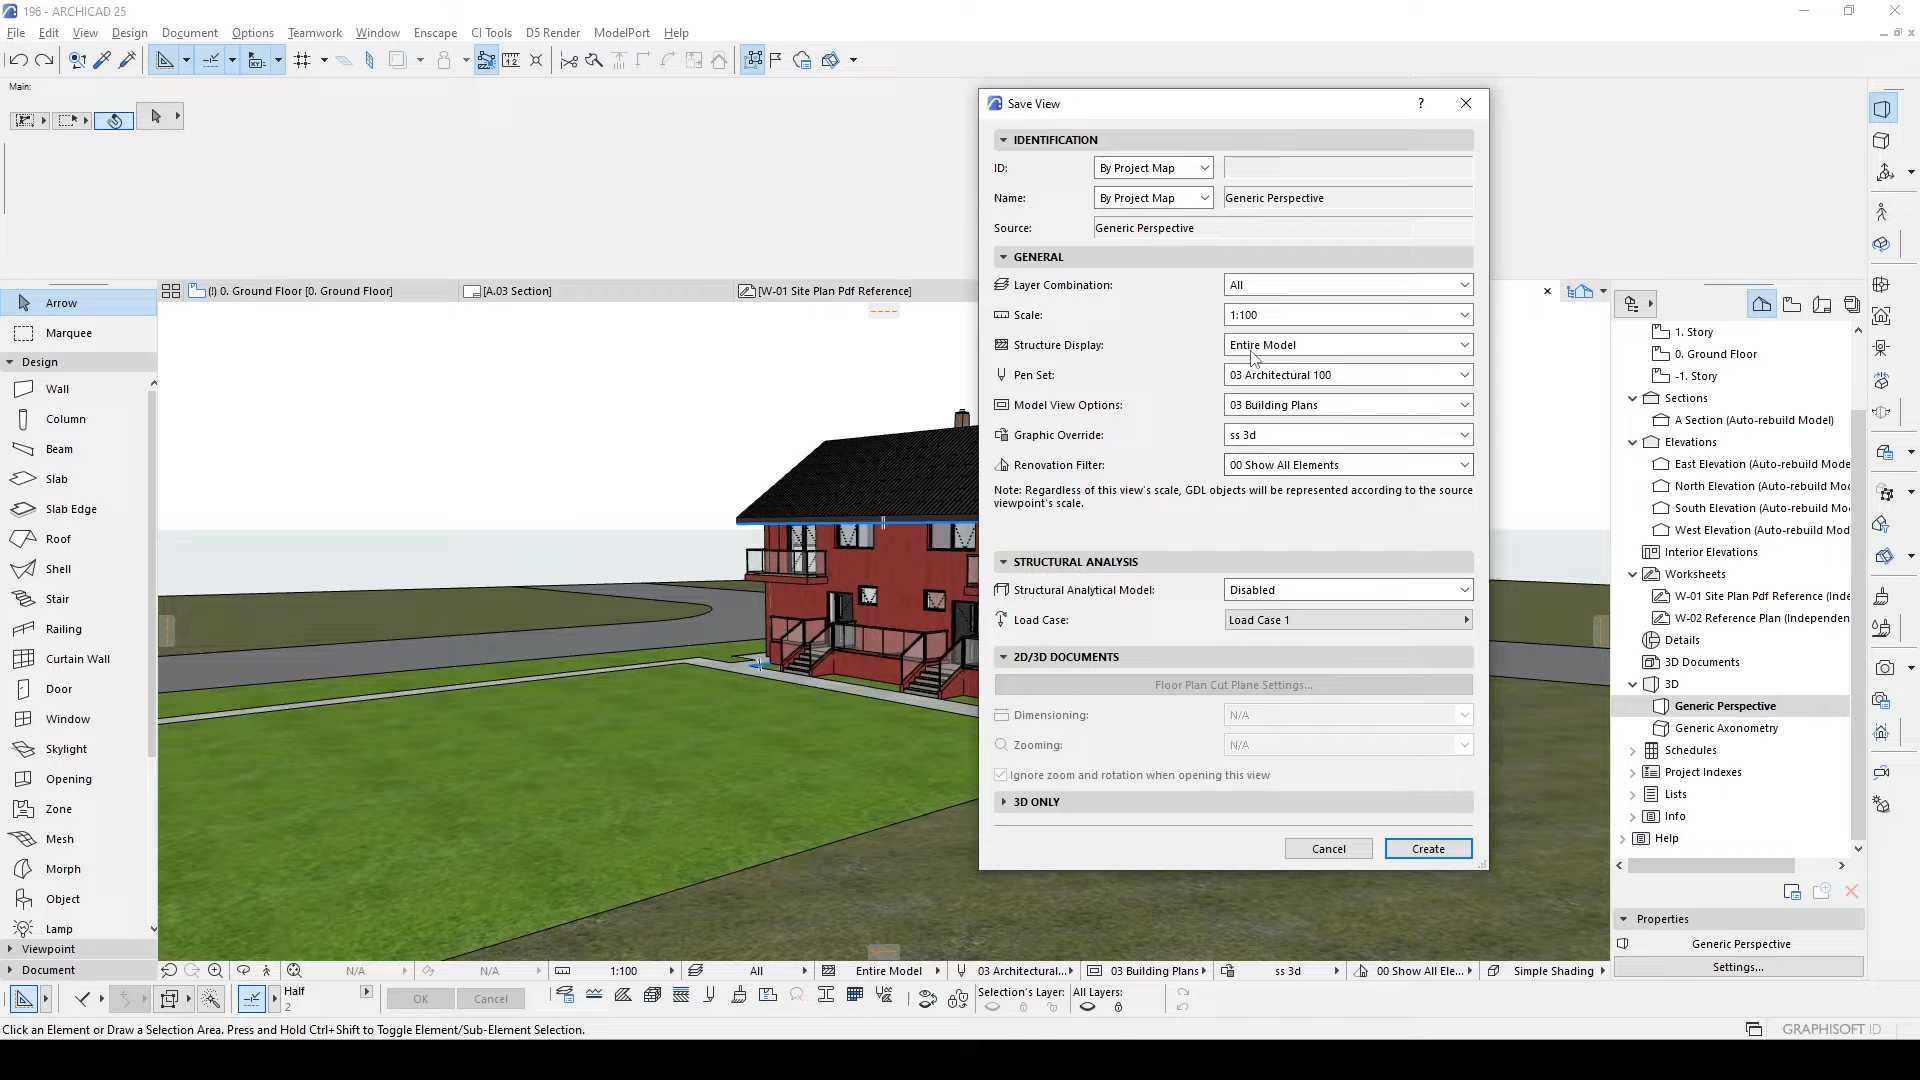 196 - ARCHICAD 25
File Edit View Design Document Options Teamwork Window Enscape CI Tools D5 Render ModelPort Help
Main:
(!) 0. Ground Floor [0. Ground Floor]
[A.03 Section]
[W-01 Site Plan Pdf Reference]
Arrow
Marquee
Design
Wall
Column
Beam
Slab
Slab Edge
Roof
Shell
Stair
Railing
Curtain Wall
Door
Window
Skylight
Opening
Zone
Mesh
Morph
Object
Lamp
Viewpoint
Document
Save View
?
IDENTIFICATION
ID: By Project Map
Name: By Project Map Generic Perspective
Source: Generic Perspective
GENERAL
Layer Combination: All
Scale: 1:100
Structure Display: Entire Model
Pen Set: 03 Architectural 100
Model View Options: 03 Building Plans
Graphic Override: ss 3d
Renovation Filter: 00 Show All Elements
Note: Regardless of this view's scale, GDL objects will be represented according to the source
viewpoint's scale.
STRUCTURAL ANALYSIS
Structural Analytical Model: Disabled
Load Case: Load Case 1
2D/3D DOCUMENTS
Floor Plan Cut Plane Settings...
Dimensioning: N/A
Zooming: N/A
Ignore zoom and rotation when opening this view
3D ONLY
Cancel Create
1. Story
0. Ground Floor
-1. Story
Sections
A Section (Auto-rebuild Model)
Elevations
East Elevation (Auto-rebuild Mode
North Elevation (Auto-rebuild Moc
South Elevation (Auto-rebuild Mo
West Elevation (Auto-rebuild Mod
Interior Elevations
Worksheets
W-01 Site Plan Pdf Reference (Inde
W-02 Reference Plan (Independen
Details
3D Documents
3D
Generic Perspective
Generic Axonometry
Schedules
Project Indexes
Lists
Info
Help
Properties
Generic Perspective
Settings...
N/A N/A 1:100 All Entire Model 03 Architectural... 03 Building Plans ss 3d 00 Show All Ele... Simple Shading
Half
2
OK Cancel
Selection's Layer: All Layers:
Click an Element or Draw a Selection Area. Press and Hold Ctrl+Shift to Toggle Element/Sub-Element Selection.
GRAPHISOFT ID